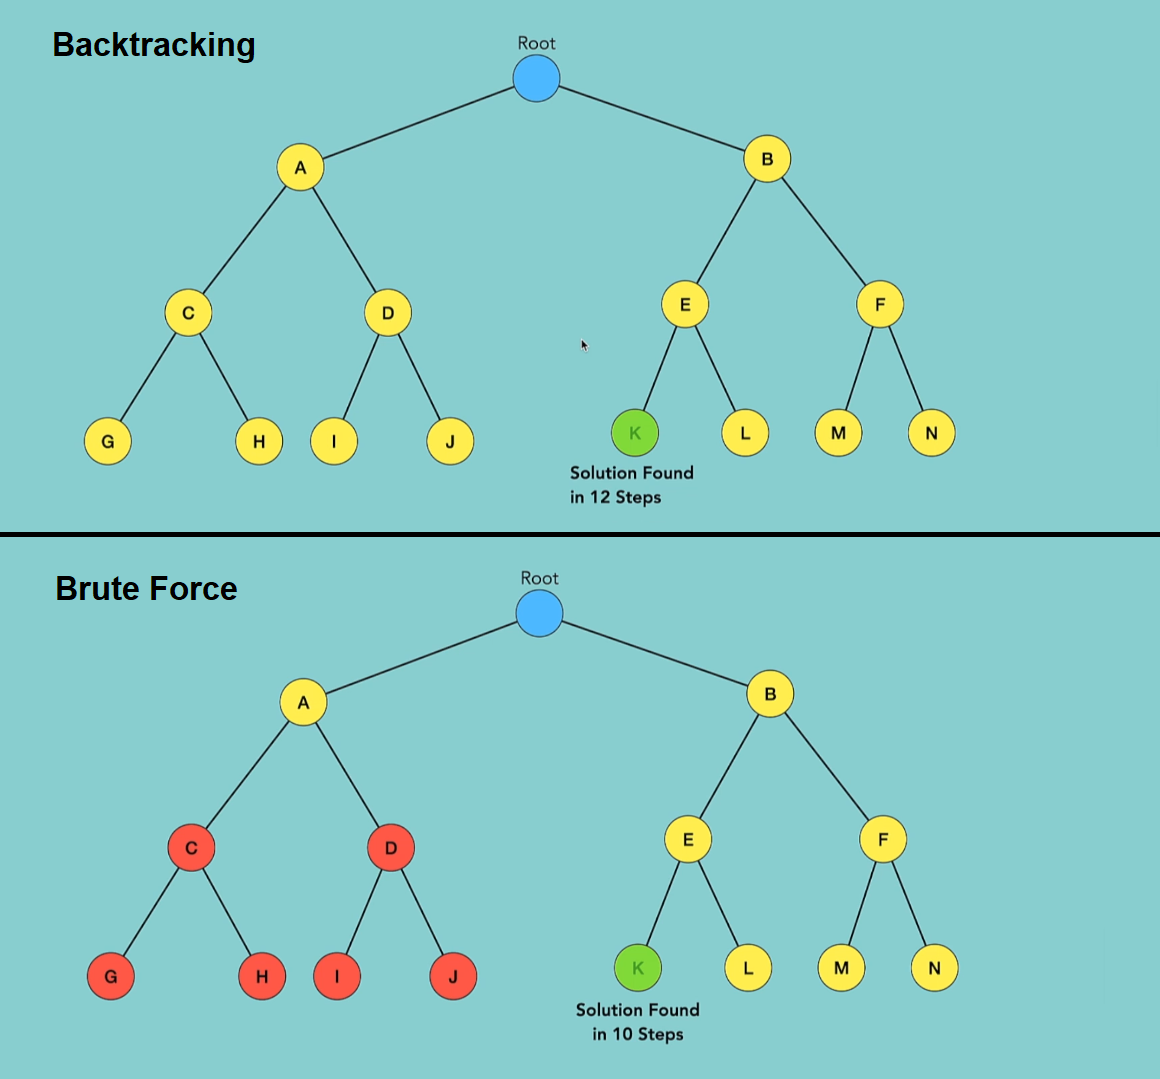 Backtracking
Root
A
B
C
D
E
F
G
H
I
J
K
L
M
N
Solution Found
in 12 Steps
Brute Force
Root
A
B
C
D
E
F
G
H
I
J
K
L
M
N
Solution Found
in 10 Steps